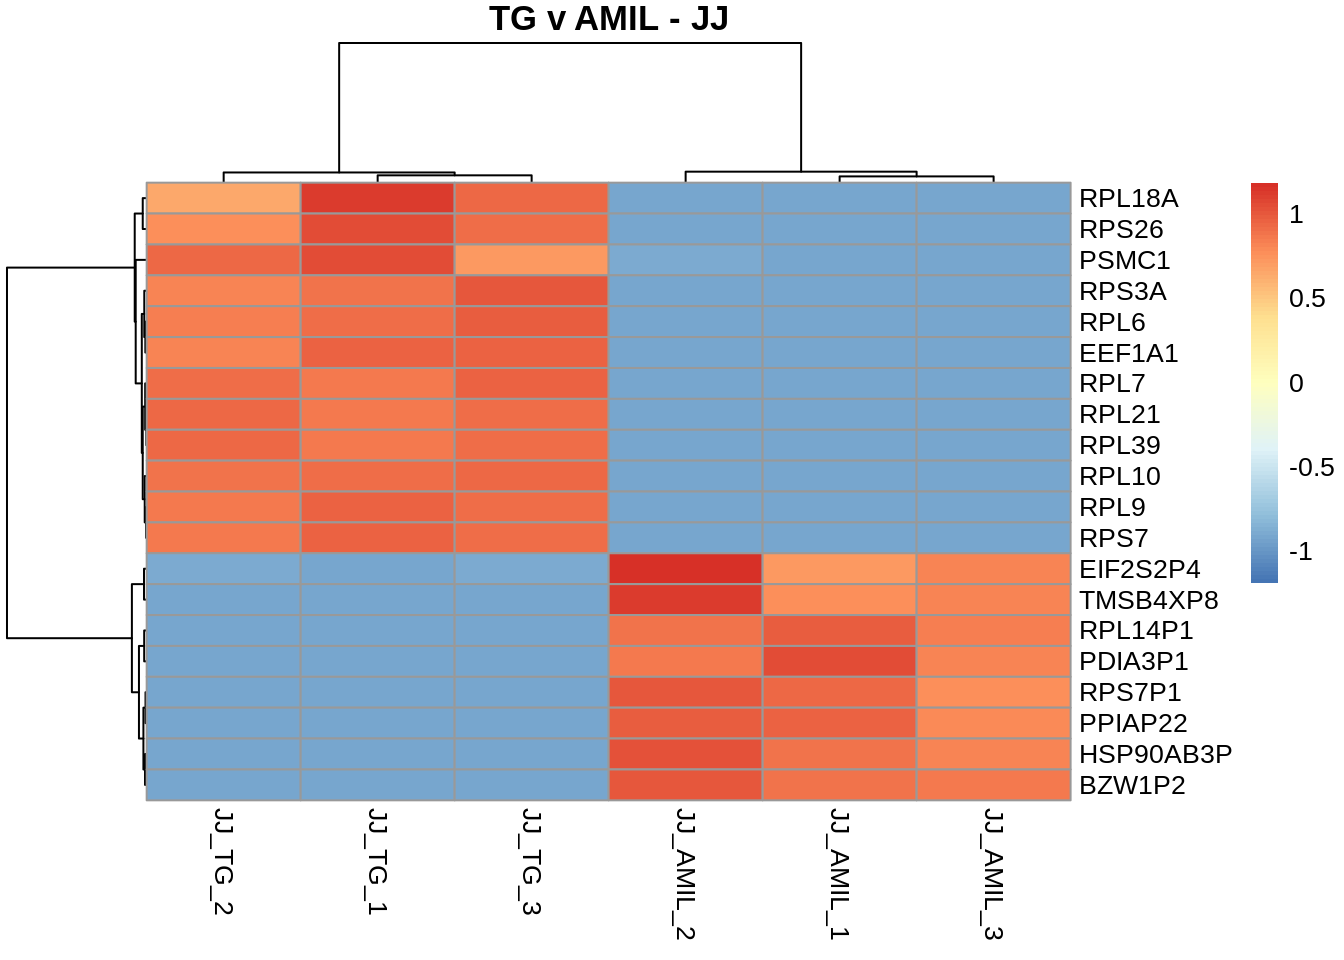 TG v AMIL - JJ
RPL18A
RPS26
PSMC1
RPS3A
RPL6
EEF1A1
RPL7
RPL21
RPL39
RPL10
RPL9
RPS7
EIF2S2P4
TMSB4XP8
RPL14P1
PDIA3P1
RPS7P1
PPIAP22
HSP90AB3P
BZW1P2
1
0.5
0
-0.5
-1
JJ_TG_2
JJ_TG_1
JJ_TG_3
JJ_AMIL_2
JJ_AMIL_1
JJ_AMIL_3